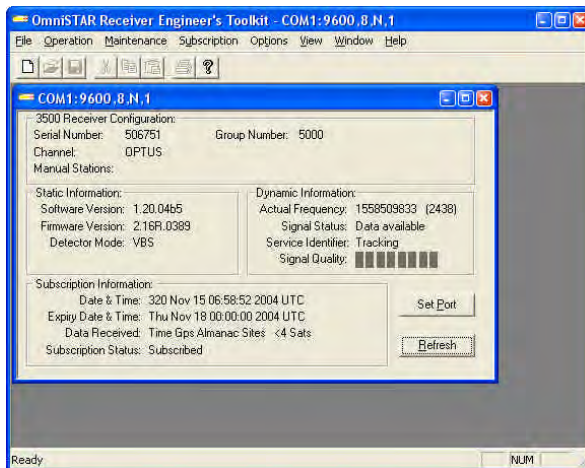 OmniSTAR Receiver Engineer's Toolkit - COM1:9600,8,N,1
File Operation Maintenance Subscription Options View Window Help
COM1:9600,8,N,1
3500 Receiver Configuration:
Serial Number: 506751 Group Number: 5000
Channel: OPTUS
Manual Stations:
Static Information:
Software Version: 1.20.04b5
Firmware Version: 2.16R.0389
Detector Mode: VBS
Dynamic Information:
Actual Frequency: 1558509833 (2438)
Signal Status: Data available
Service Identifier: Tracking
Signal Quality:
Subscription Information:
Date & Time: 320 Nov 15 06:58:52 2004 UTC
Expiry Date & Time: Thu Nov 18 00:00:00 2004 UTC
Data Received: Time Gps Almanac Sites <4 Sats
Subscription Status: Subscribed
Set Port
Refresh
Ready NUM